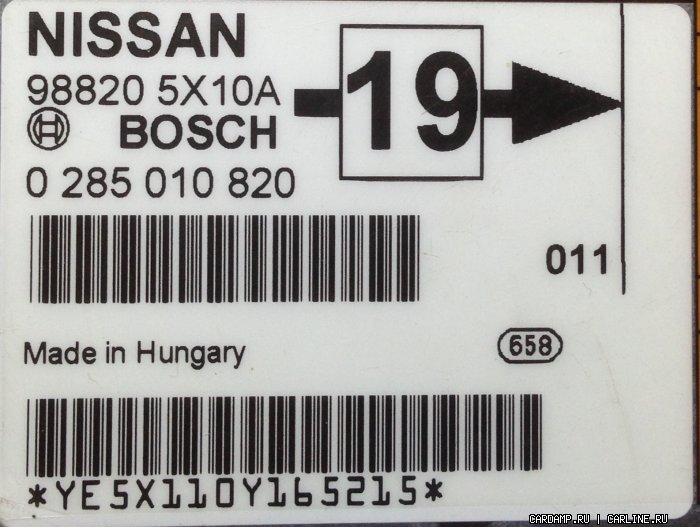 NISSAN
98820 5X10A
BOSCH
0 285 010 820
19
011
Made in Hungary
658
*YE5X110Y165215*
CARDAMP.RU | CARLINE.RU